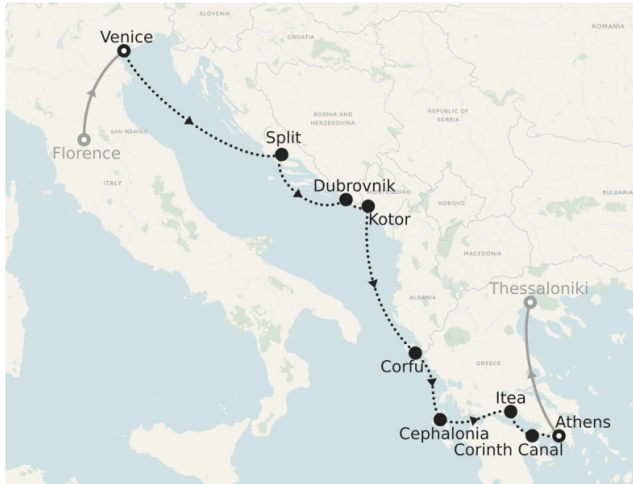 SLOVENIA
Venice
ROMANIA
CROATIA
BOSNIA AND
HERZEGOVINA
REPUBLIC OF
SERBIA
SAN MARINO
Florence
Split
ITALY
Dubrovnik
MONTENEGRO
Kotor
KOSOVO
BULGARIA
MACEDONIA
Thessaloniki
ALBANIA
Corfu
GREECE
Itea
Cephalonia
Athens
Corinth Canal